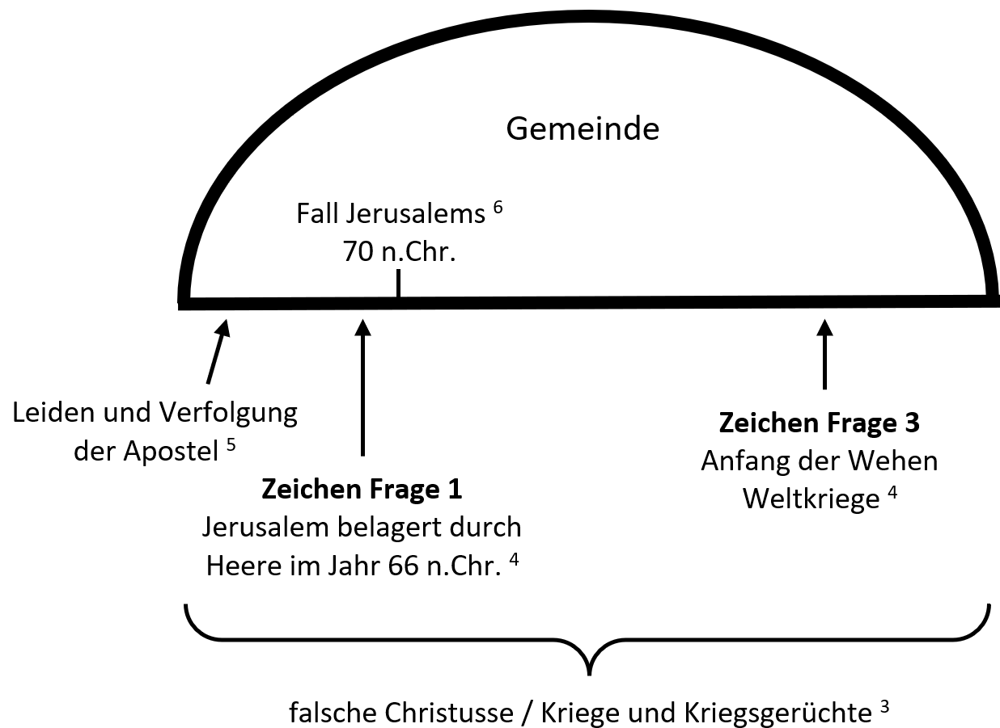 Gemeinde
Fall Jerusalems ⁶
70 n.Chr.
Leiden und Verfolgung
der Apostel ⁵
Zeichen Frage 1
Jerusalem belagert durch
Heere im Jahr 66 n.Chr. ⁴
Zeichen Frage 3
Anfang der Wehen
Weltkriege ⁴
falsche Christusse / Kriege und Kriegsgerüchte ³